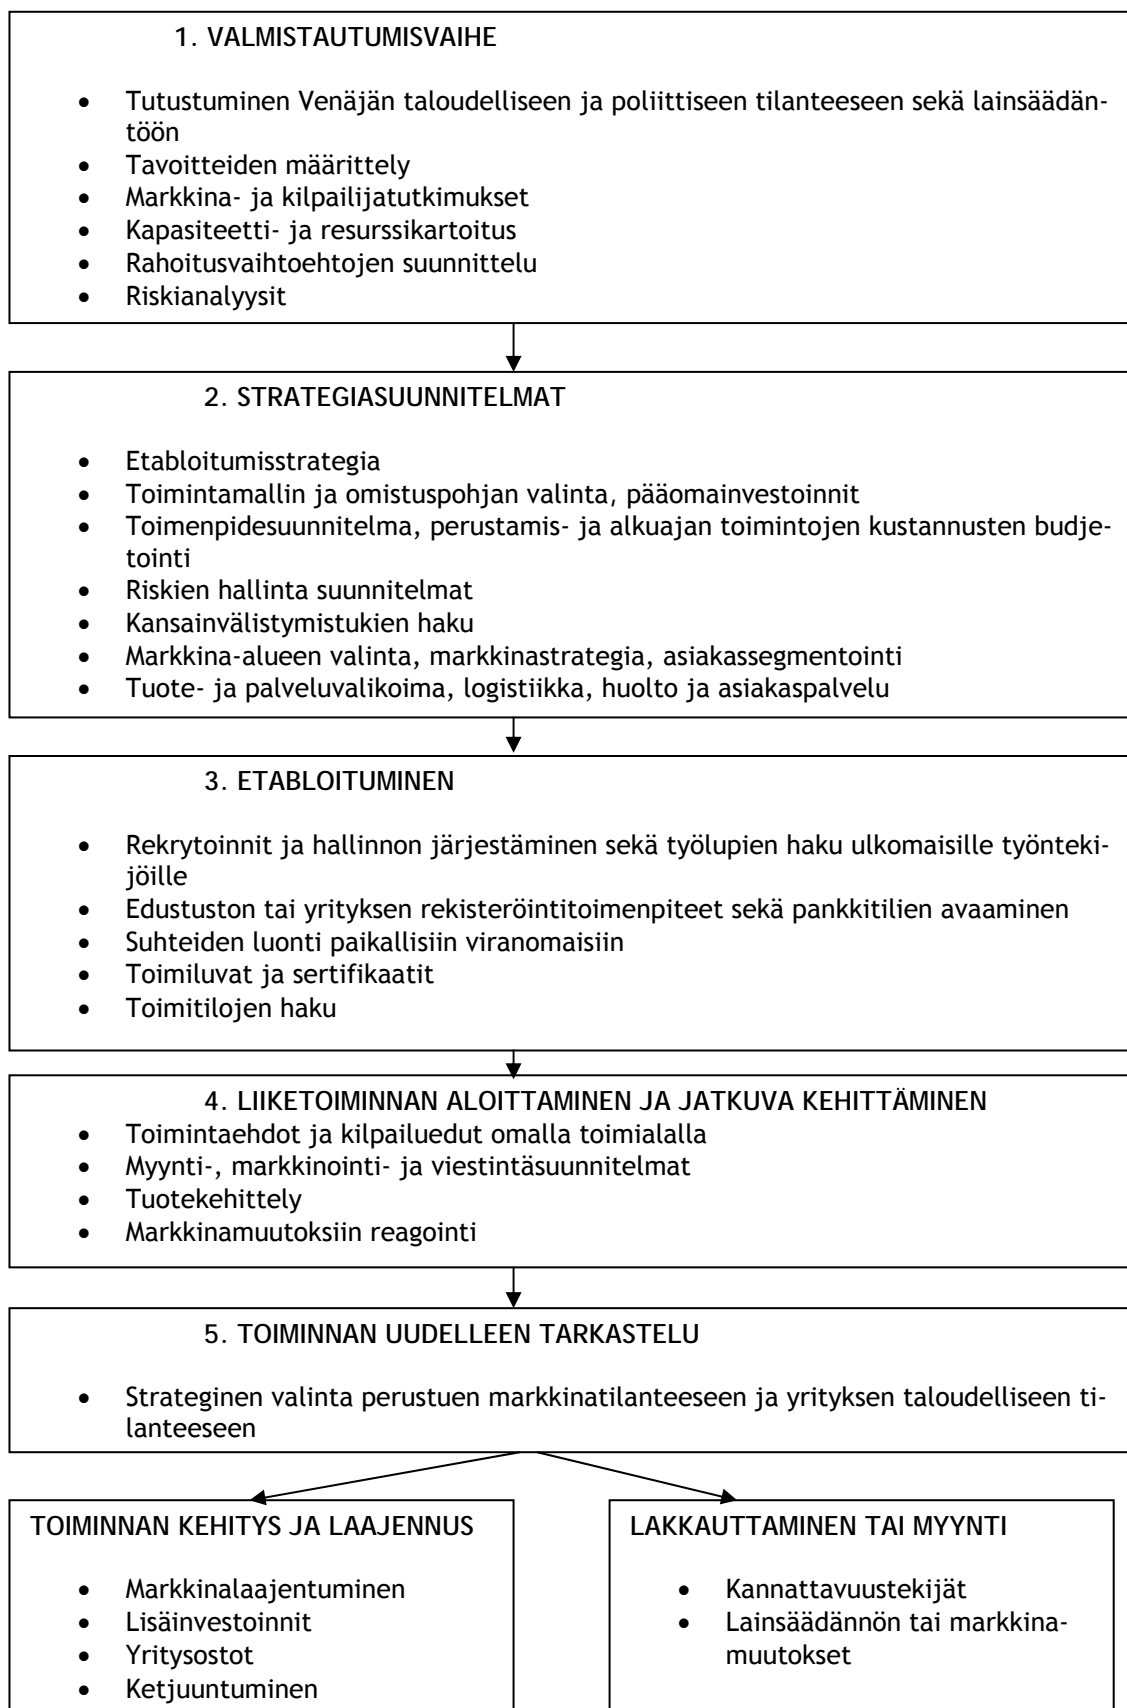 1. VALMISTAUTUMISVAIHE
• Tutustuminen Venäjän taloudelliseen ja poliittiseen tilanteeseen sekä lainsäädän-
töön
• Tavoitteiden määrittely
• Markkina- ja kilpailijatutkimukset
• Kapasiteetti- ja resurssikartoitus
• Rahoitusvaihtoehtojen suunnittelu
• Riskianalyysit
2. STRATEGIASUUNNITELMAT
• Etabloitumisstrategia
• Toimintamallin ja omistuspohjan valinta, pääomainvestoinnit
• Toimenpidesuunnitelma, perustamis- ja alkuajan toimintojen kustannusten budje-
tointi
• Riskien hallinta suunnitelmat
• Kansainvälistymistukien haku
• Markkina-alueen valinta, markkinastrategia, asiakassegmentointi
• Tuote- ja palveluvalikoima, logistiikka, huolto ja asiakaspalvelu
3. ETABLOITUMINEN
• Rekrytoinnit ja hallinnon järjestäminen sekä työlupien haku ulkomaisille työnteki-
jöille
• Edustuston tai yrityksen rekisteröintitoimenpiteet sekä pankkitilien avaaminen
• Suhteiden luonti paikallisiin viranomaisiin
• Toimiluvat ja sertifikaatit
• Toimitilojen haku
4. LIIKETOIMINNAN ALOITTAMINEN JA JATKUVA KEHITTÄMINEN
• Toimintaehdot ja kilpailuedut omalla toimialalla
• Myynti-, markkinointi- ja viestintäsuunnitelmat
• Tuotekehittely
• Markkinamuutoksiin reagointi
5. TOIMINNAN UUDELLEEN TARKASTELU
• Strateginen valinta perustuen markkinatilanteeseen ja yrityksen taloudelliseen ti-
lanteeseen
TOIMINNAN KEHITYS JA LAAJENNUS
• Markkinalaajentuminen
• Lisäinvestoinnit
• Yritysostot
• Ketjuuntuminen
LAKKAUTTAMINEN TAI MYYNTI
• Kannattavuustekijät
• Lainsäädännön tai markkina-
muutokset